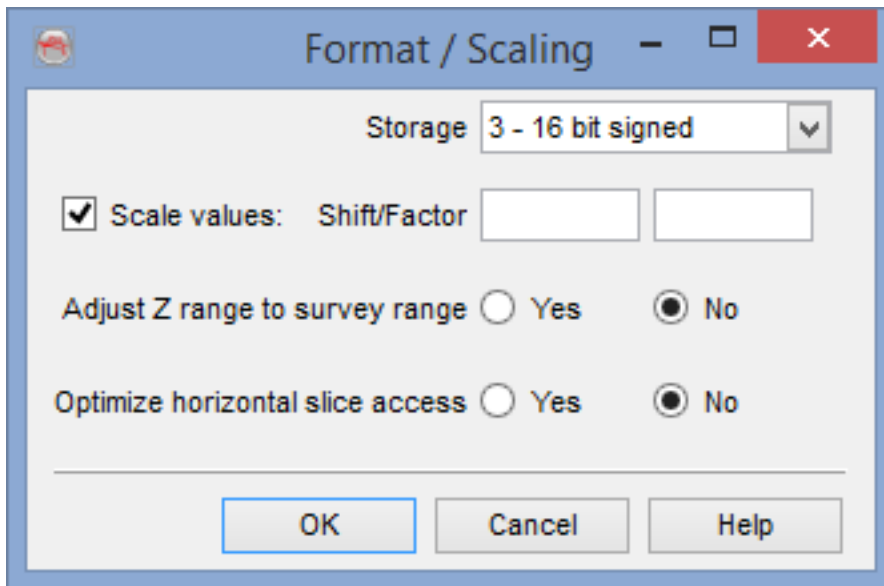 Format / Scaling
Storage 3 - 16 bit signed
Scale values: Shift/Factor
Adjust Z range to survey range Yes No
Optimize horizontal slice access Yes No
OK Cancel Help